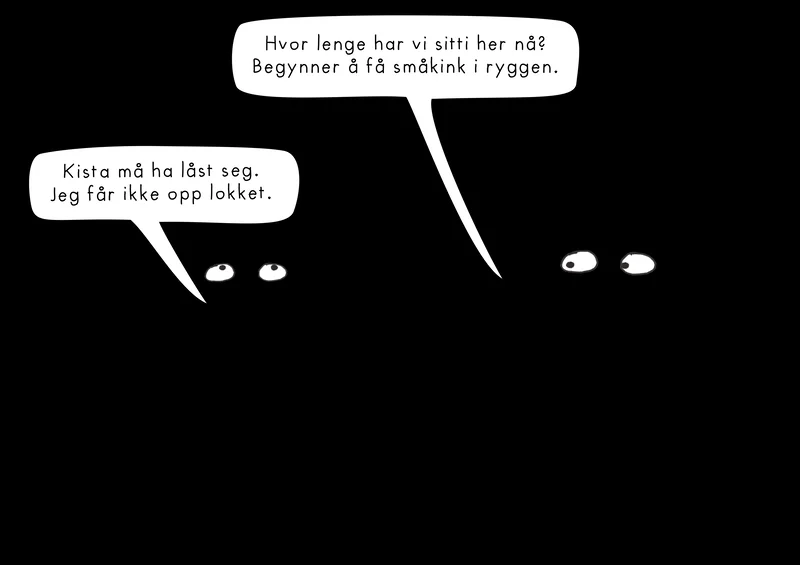 Hvor lenge har vi sitti her nå?
Begynner å få småkink i ryggen.
Kista må ha låst seg.
Jeg får ikke opp lokket.